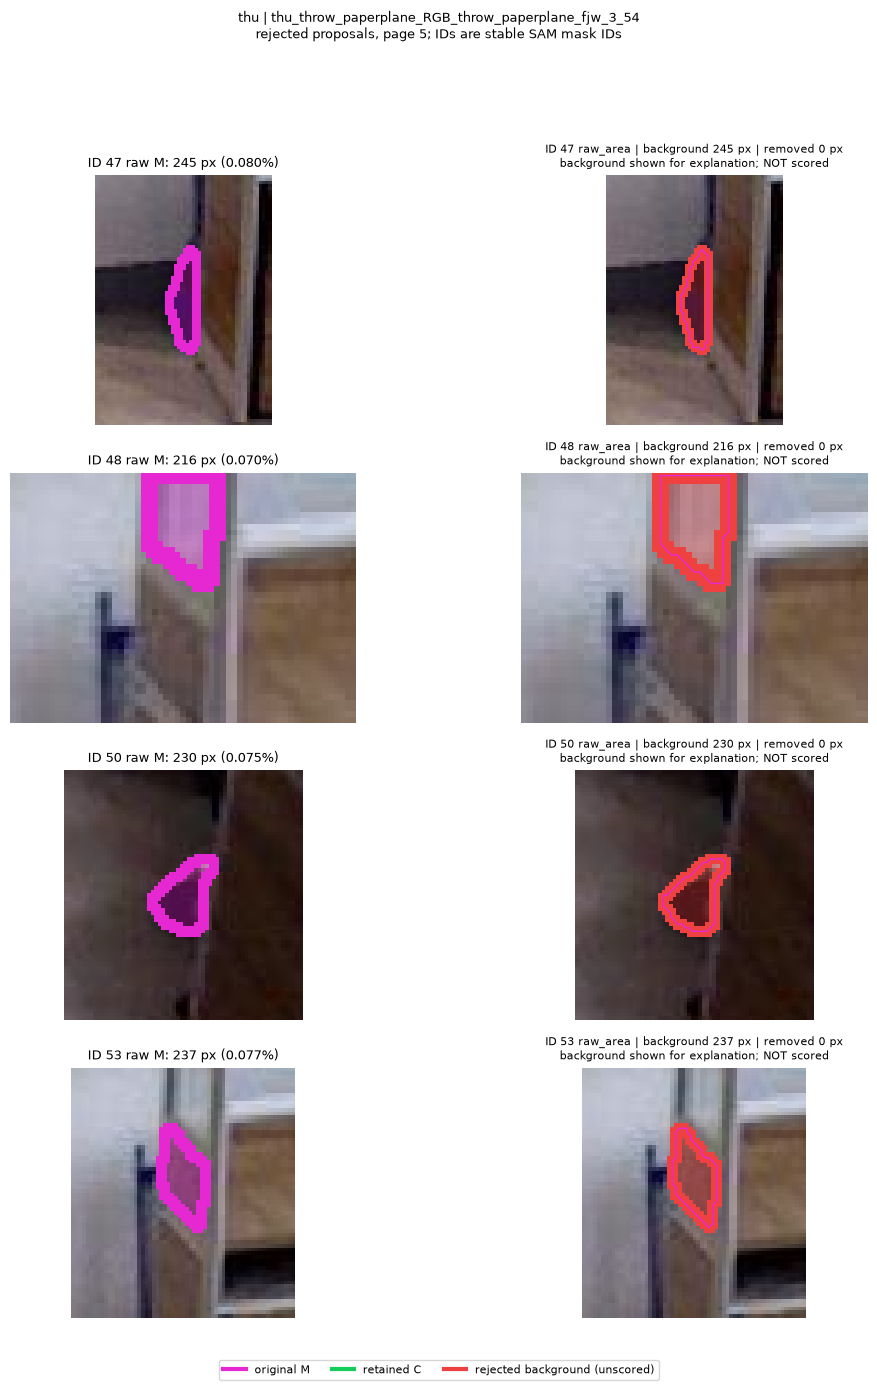 thu | thu_throw_paperplane_RGB_throw_paperplane_fjw_3_54
rejected proposals, page 5; IDs are stable SAM mask IDs
ID 47 raw M: 245 px (0.080%)
ID 47 raw_area | background 245 px | removed 0 px
background shown for explanation; NOT scored
ID 48 raw M: 216 px (0.070%)
ID 48 raw_area | background 216 px | removed 0 px
background shown for explanation; NOT scored
ID 50 raw M: 230 px (0.075%)
ID 50 raw_area | background 230 px | removed 0 px
background shown for explanation; NOT scored
ID 53 raw M: 237 px (0.077%)
ID 53 raw_area | background 237 px | removed 0 px
background shown for explanation; NOT scored
original M
retained C
rejected background (unscored)